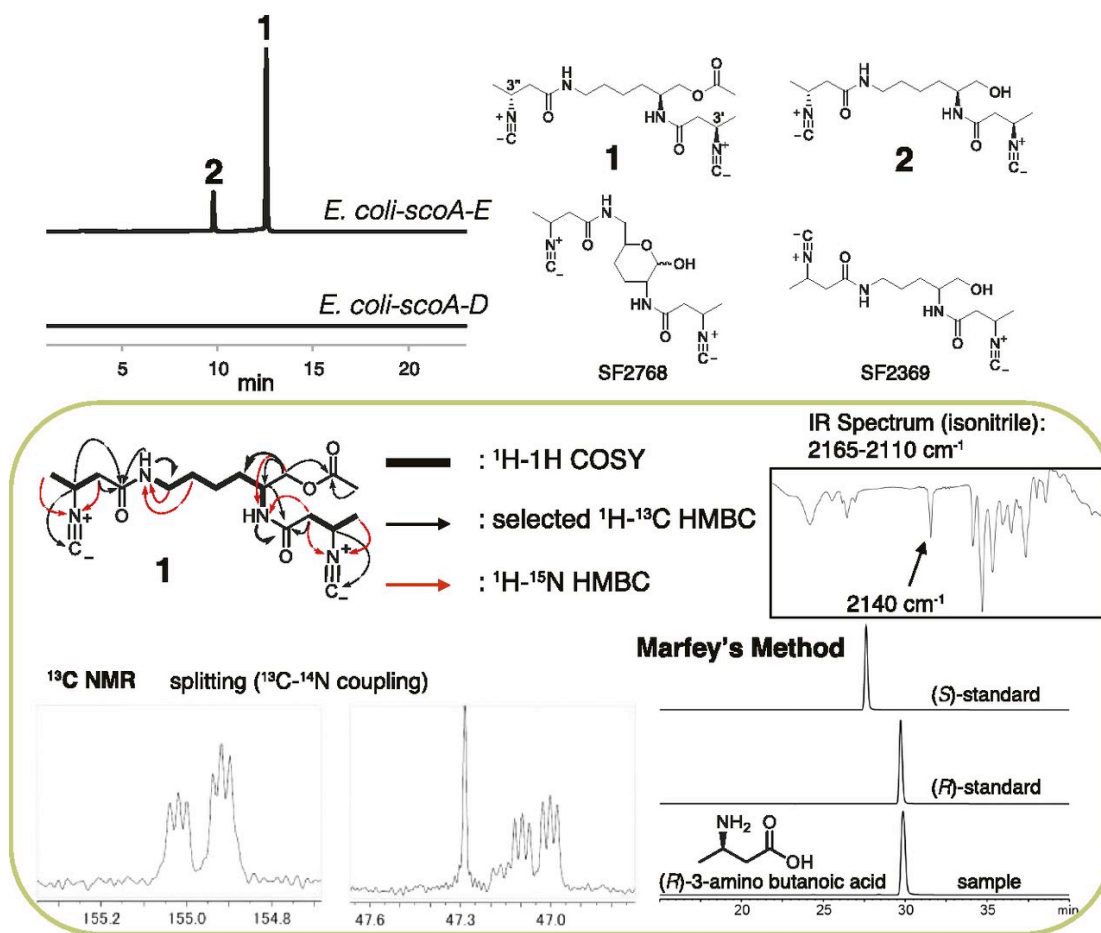 1
2
E. coli-scoA-E
E. coli-scoA-D
5 10 15 20
min
3" H N O O O
+ N C − O H N 3' O N + C −
1
H N O OH
+ N C − O H N O N + C −
2
H N O
N + C − O O OH
H N O N + C −
SF2768
−C N + O N H OH
H N O N + C −
SF2369
H N O O
N + C − O H N O N + C −
1
: ¹H-1H COSY
: selected ¹H-¹³C HMBC
: ¹H-¹⁵N HMBC
IR Spectrum (isonitrile):
2165-2110 cm⁻¹
2140 cm⁻¹
Marfey's Method
¹³C NMR splitting (¹³C-¹⁴N coupling)
155.2 155.0 154.8
47.6 47.3 47.0
(S)-standard
(R)-standard
NH₂ O
OH
(R)-3-amino butanoic acid sample
20 25 30 35 min